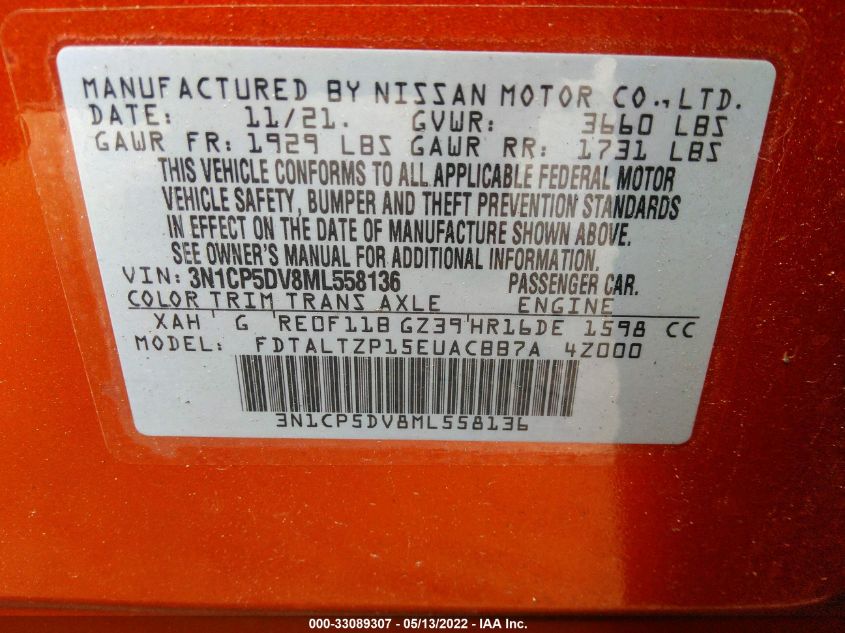 MANUFACTURED BY NISSAN MOTOR CO., LTD.
DATE: 11/21. GVWR: 3660 LBS
GAWR FR: 1929 LBS GAWR RR: 1731 LBS
THIS VEHICLE CONFORMS TO ALL APPLICABLE FEDERAL MOTOR
VEHICLE SAFETY, BUMPER AND THEFT PREVENTION STANDARDS
IN EFFECT ON THE DATE OF MANUFACTURE SHOWN ABOVE.
SEE OWNER'S MANUAL FOR ADDITIONAL INFORMATION.
VIN: 3N1CP5DV8ML558136 PASSENGER CAR.
COLOR TRIM TRANS AXLE ENGINE
XAH G RE0F11B GZ39 HR16DE 1598 CC
MODEL: FDTALTZP15EUACBB7A 4Z000
3N1CP5DV8ML558136
000-33089307 - 05/13/2022 - IAA Inc.